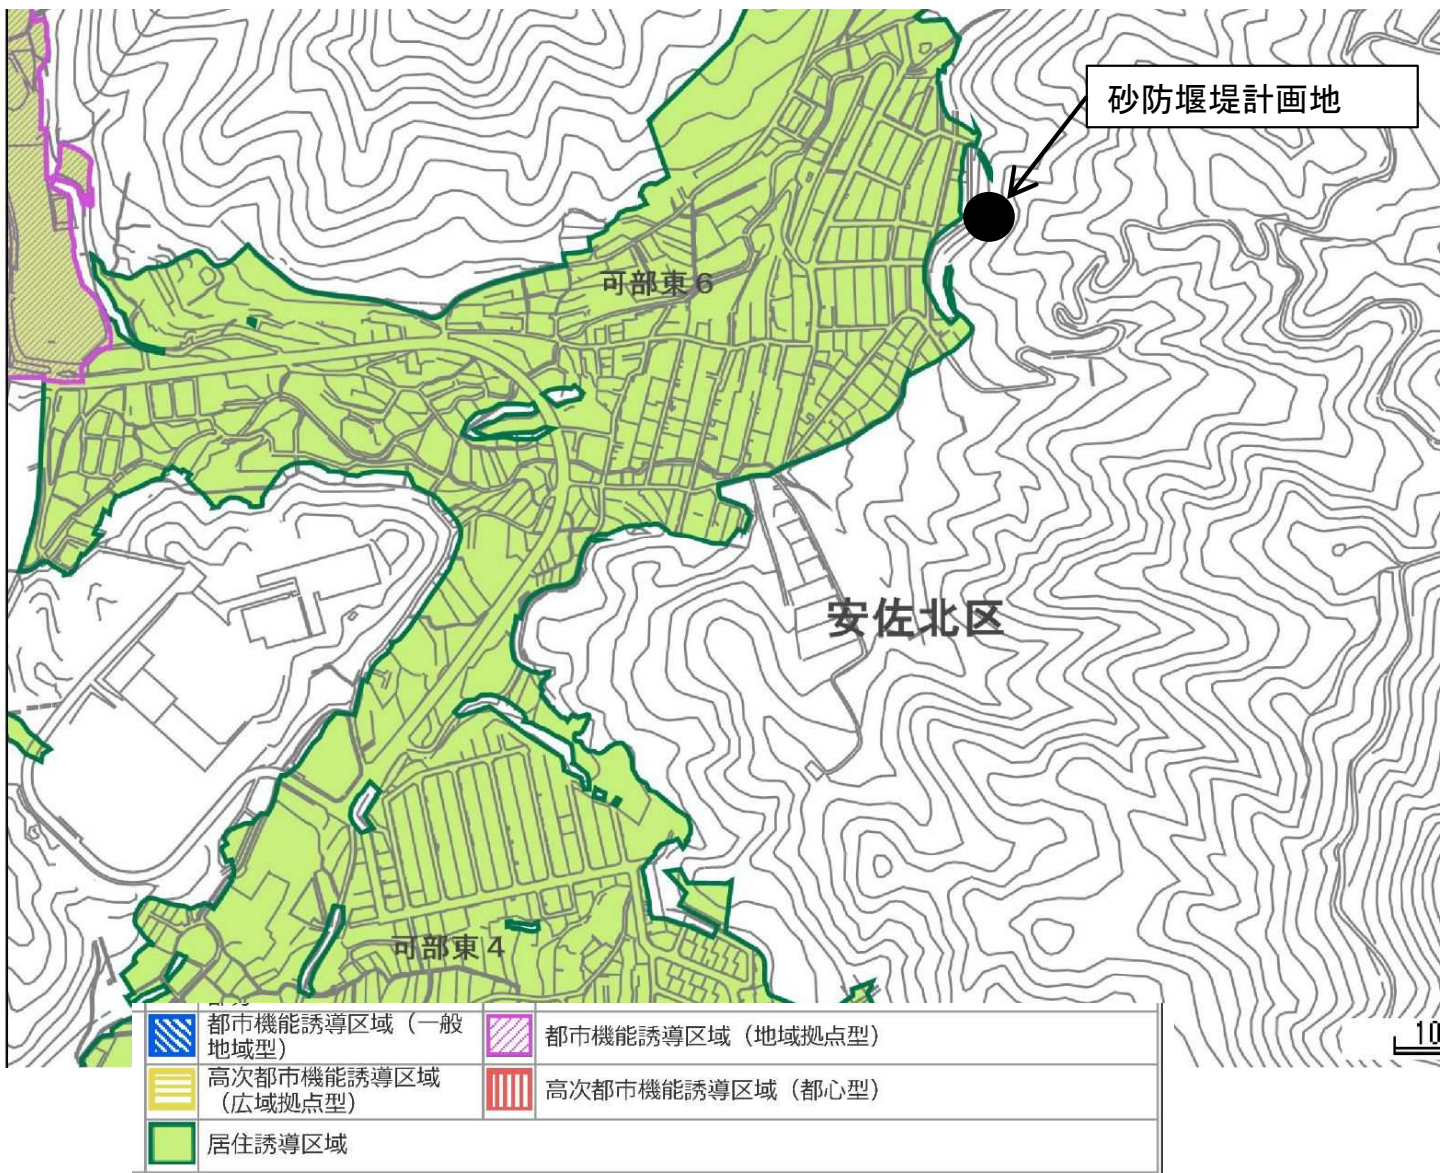 砂防堰堤計画地
可部東6
安佐北区
可部東4
都市機能誘導区域（一般
地域型）
都市機能誘導区域（地域拠点型）
高次都市機能誘導区域
（広域拠点型）
高次都市機能誘導区域（都心型）
居住誘導区域
10